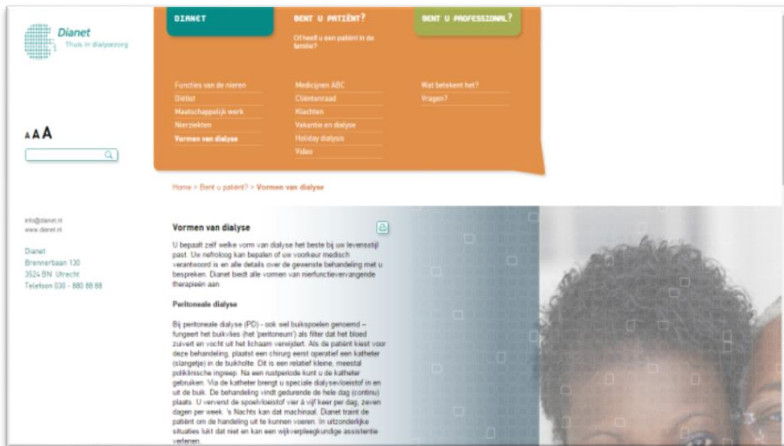 Dianet
Thuis in dialysezorg
DIANET
BENT U PATIËNT?
Of heeft u een patiënt in de
familie?
BENT U PROFESSIONAL?
Functies van de nieren
Diëtist
Maatschappelijk werk
Nierziekten
Vormen van dialyse
Medicijnen ABC
Cliëntenraad
Klachten
Vakantie en dialyse
Holiday dialysis
Video
Wat betekent het?
Vragen?
A A A
Home > Bent u patient? > Vormen van dialyse
info@dianet.nl
www.dianet.nl
Dianet
Brennerbaan 130
3524 BN Utrecht
Telefoon 030 - 880 88 88
Vormen van dialyse
U bepaalt zelf welke vorm van dialyse het beste bij uw levensstijl
past. Uw nefroloog kan bepalen of uw voorkeur medisch
verantwoord is en alle details over de gewenste behandeling met u
bespreken. Dianet biedt alle vormen van nierfunctievervangende
therapieën aan
Peritoneale dialyse
Bij peritoneale dialyse (PD) - ook wel buikspoelen genoemd –
fungeert het buikvlies (het 'peritoneum') als filter dat het bloed
zuivert en vocht uit het lichaam verwijdert. Als de patiënt kiest voor
deze behandeling, plaatst een chirurg eerst operatief een katheter
(slangetje) in de buikholte. Dit is een relatief kleine, meestal
poliklinische ingreep. Na een rustperiode kunt u de katheter
gebruiken. Via de katheter brengt u speciale dialysevloeistof in en
uit de buik. De behandeling vindt gedurende de hele dag (continu)
plaats. U ververst de spoelvloeistof vier à vijf keer per dag, zeven
dagen per week. 's Nachts kan dat machinaal. Dianet traint de
patiënt om de handeling uit te kunnen voeren. In uitzonderlijke
situaties lukt dat niet en kan een wijkverpleegkundige assistentie
verlenen.